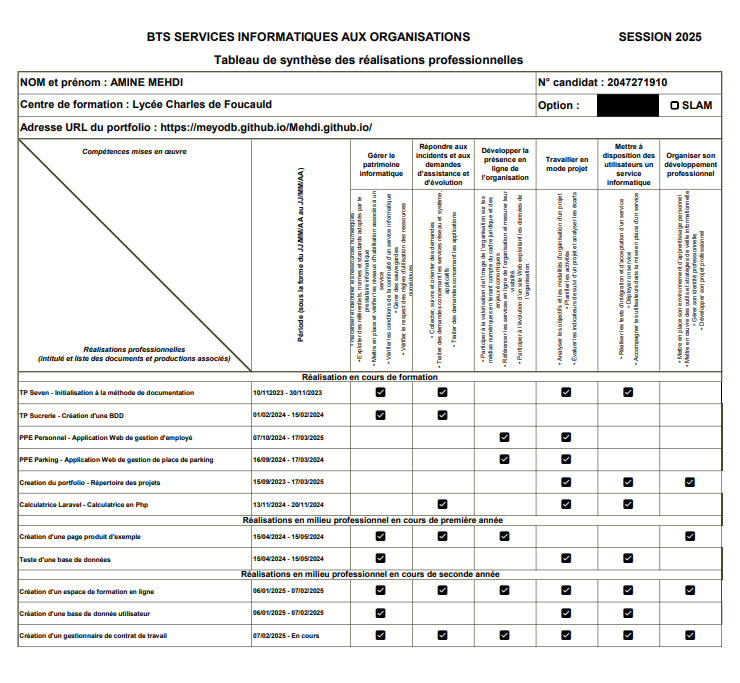 BTS SERVICES INFORMATIQUES AUX ORGANISATIONS SESSION 2025
Tableau de synthèse des réalisations professionnelles
NOM et prénom : AMINE MEHDI N° candidat : 2047271910
Centre de formation : Lycée Charles de Foucauld Option : SLAM
Adresse URL du portfolio : https://meyodb.github.io/Mehdi.github.io/
Compétences mises en œuvre
Réalisations professionnelles
(intitulé et liste des documents et productions associés)
Période (sous la forme du JJ/MM/AA au JJ/MM/AA)
Gérer le
patrimoine
informatique
• Exploiter des référentiels, normes et standards adoptés par le
prestataire informatique
• Mettre en place et vérifier les niveaux d'habilitation associés à un
service
• Vérifier les conditions de la continuité d'un service informatique
• Gérer des sauvegardes
• Vérifier le respect des règles d'utilisation des ressources
numériques
Répondre aux
incidents et aux
demandes
d'assistance et
d'évolution
• Collecter, suivre et orienter des demandes
• Traiter des demandes concernant les services réseau et système,
applicatifs
• Traiter des demandes concernant les applications
Développer la
présence en
ligne de
l'organisation
• Participer à la valorisation de l'image de l'organisation sur les
médias numériques en tenant compte du cadre juridique et des
enjeux économiques
• Référencer les services en ligne de l'organisation et mesurer leur
visibilité.
• Participer à l'évolution d'un site Web exploitant les données de
l'organisation.
Travailler en
mode projet
• Analyser les objectifs et les modalités d'organisation d'un projet
• Planifier les activités
• Évaluer les indicateurs de suivi d'un projet et analyser les écarts
Mettre à
disposition des
utilisateurs un
service
informatique
• Réaliser les tests d'intégration et d'acceptation d'un service
• Déployer un service
• Accompagner les utilisateurs dans la mise en place d'un service
Organiser son
développement
professionnel
• Mettre en place son environnement d'apprentissage personnel
• Mettre en œuvre des outils et stratégies de veille informationnelle
• Gérer son identité professionnelle
• Développer son projet professionnel
Réalisation en cours de formation
TP Seven - Initialisation à la méthode de documentation 10/112023 - 30/11/2023
TP Sucrerie - Création d'une BDD 01/02/2024 - 15/02/2024
PPE Personnel - Application Web de gestion d'employé 07/10/2024 - 17/03/2025
PPE Parking - Application Web de gestion de place de parking 16/09/2024 - 17/03/2024
Creation du portfolio - Répertoire des projets 15/09/2023 - 17/03/2025
Calculatrice Laravel - Calculatrice en Php 13/11/2024 - 20/11/2024
Réalisations en milieu professionnel en cours de première année
Création d'une page produit d'exemple 15/04/2024 - 15/05/2024
Teste d'une base de données 15/04/2024 - 15/05/2024
Réalisations en milieu professionnel en cours de seconde année
Création d'un espace de formation en ligne 06/01/2025 - 07/02/2025
Création d'une base de donnée utilisateur 06/01/2025 - 07/02/2025
Création d'un gestionnaire de contrat de travail 07/02/2025 - En cours